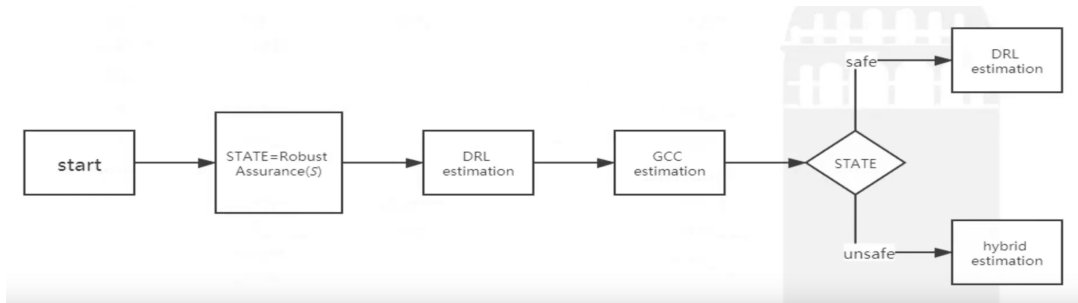 start
STATE=Robust
Assurance(S)
DRL
estimation
GCC
estimation
STATE
safe
DRL
estimation
unsafe
hybrid
estimation